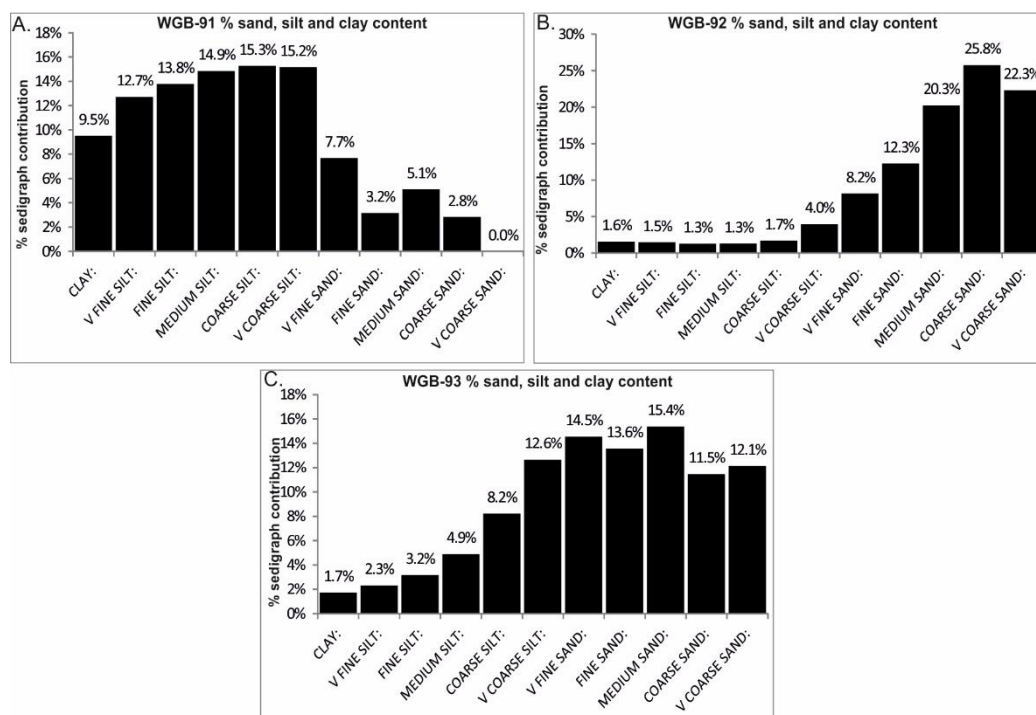 A.
WGB-91 % sand, silt and clay content
% sedigraph contribution
18%
16%
14%
12%
10%
8%
6%
4%
2%
0%
9.5%
12.7%
13.8%
14.9%
15.3%
15.2%
7.7%
3.2%
5.1%
2.8%
0.0%
CLAY:
V FINE SILT:
FINE SILT:
MEDIUM SILT:
COARSE SILT:
V COARSE SILT:
V FINE SAND:
FINE SAND:
MEDIUM SAND:
COARSE SAND:
V COARSE SAND:
B.
WGB-92 % sand, silt and clay content
% sedigraph contribution
30%
25%
20%
15%
10%
5%
0%
1.6%
1.5%
1.3%
1.3%
1.7%
4.0%
8.2%
12.3%
20.3%
25.8%
22.3%
CLAY:
V FINE SILT:
FINE SILT:
MEDIUM SILT:
COARSE SILT:
V COARSE SILT:
V FINE SAND:
FINE SAND:
MEDIUM SAND:
COARSE SAND:
V COARSE SAND:
C.
WGB-93 % sand, silt and clay content
% sedigraph contribution
18%
16%
14%
12%
10%
8%
6%
4%
2%
0%
1.7%
2.3%
3.2%
4.9%
8.2%
12.6%
14.5%
13.6%
15.4%
11.5%
12.1%
CLAY:
V FINE SILT:
FINE SILT:
MEDIUM SILT:
COARSE SILT:
V COARSE SILT:
V FINE SAND:
FINE SAND:
MEDIUM SAND:
COARSE SAND:
V COARSE SAND: